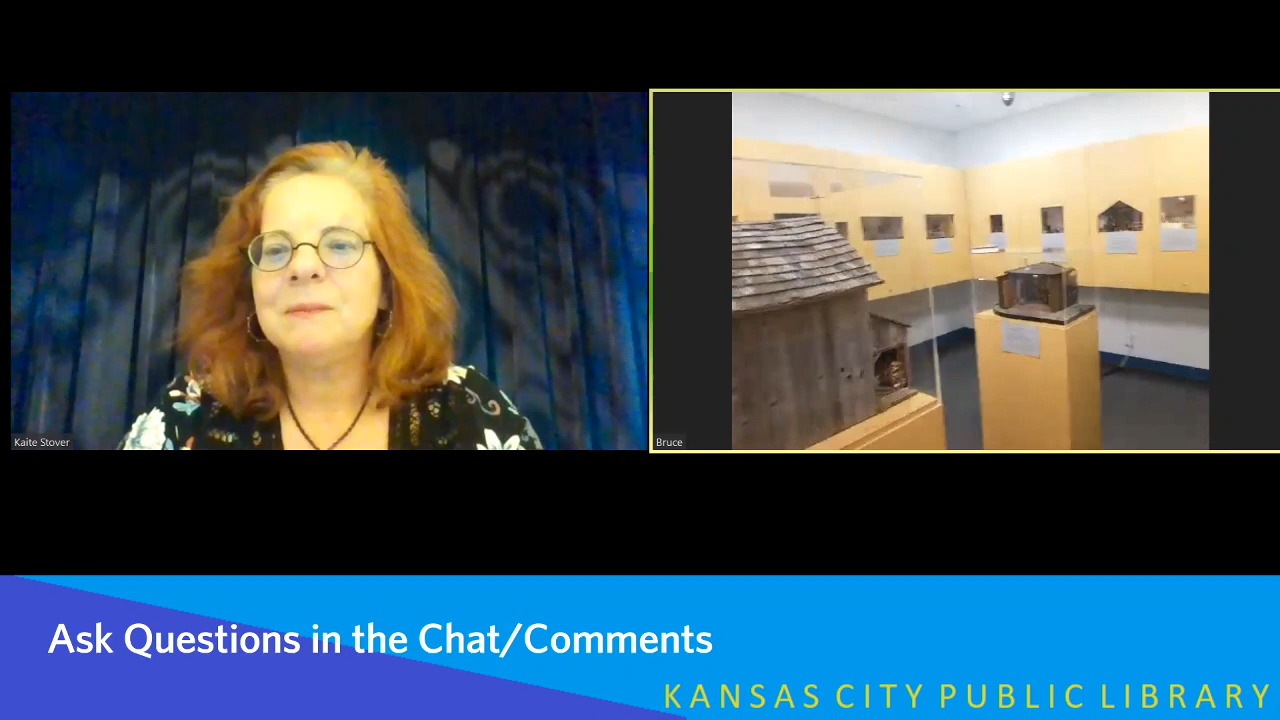 Kaite Stover
Bruce
Ask Questions in the Chat/Comments
KANSAS CITY PUBLIC LIBRARY